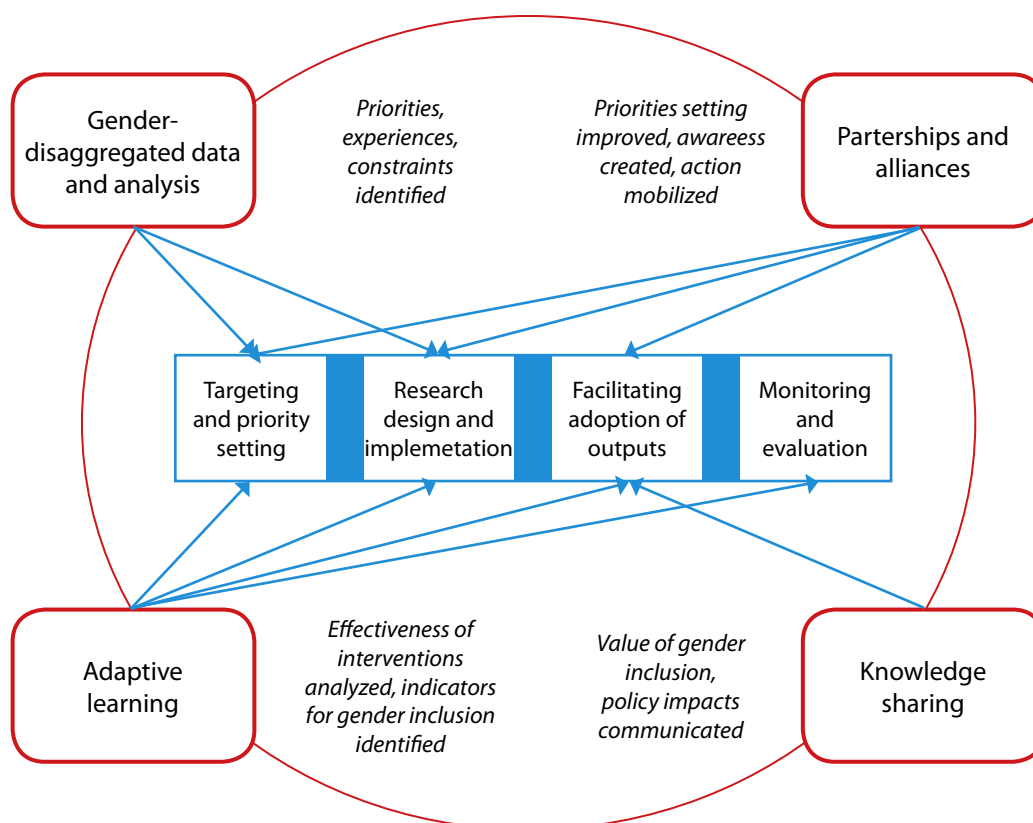 Gender-
disaggregated data
and analysis
Priorities,
experiences,
constraints
identified
Priorities setting
improved, awareess
created, action
mobilized
Parterships and
alliances
Targeting
and priority
setting
Research
design and
implemetation
Facilitating
adoption of
outputs
Monitoring
and
evaluation
Adaptive
learning
Effectiveness of
interventions
analyzed, indicators
for gender inclusion
identified
Value of gender
inclusion,
policy impacts
communicated
Knowledge
sharing